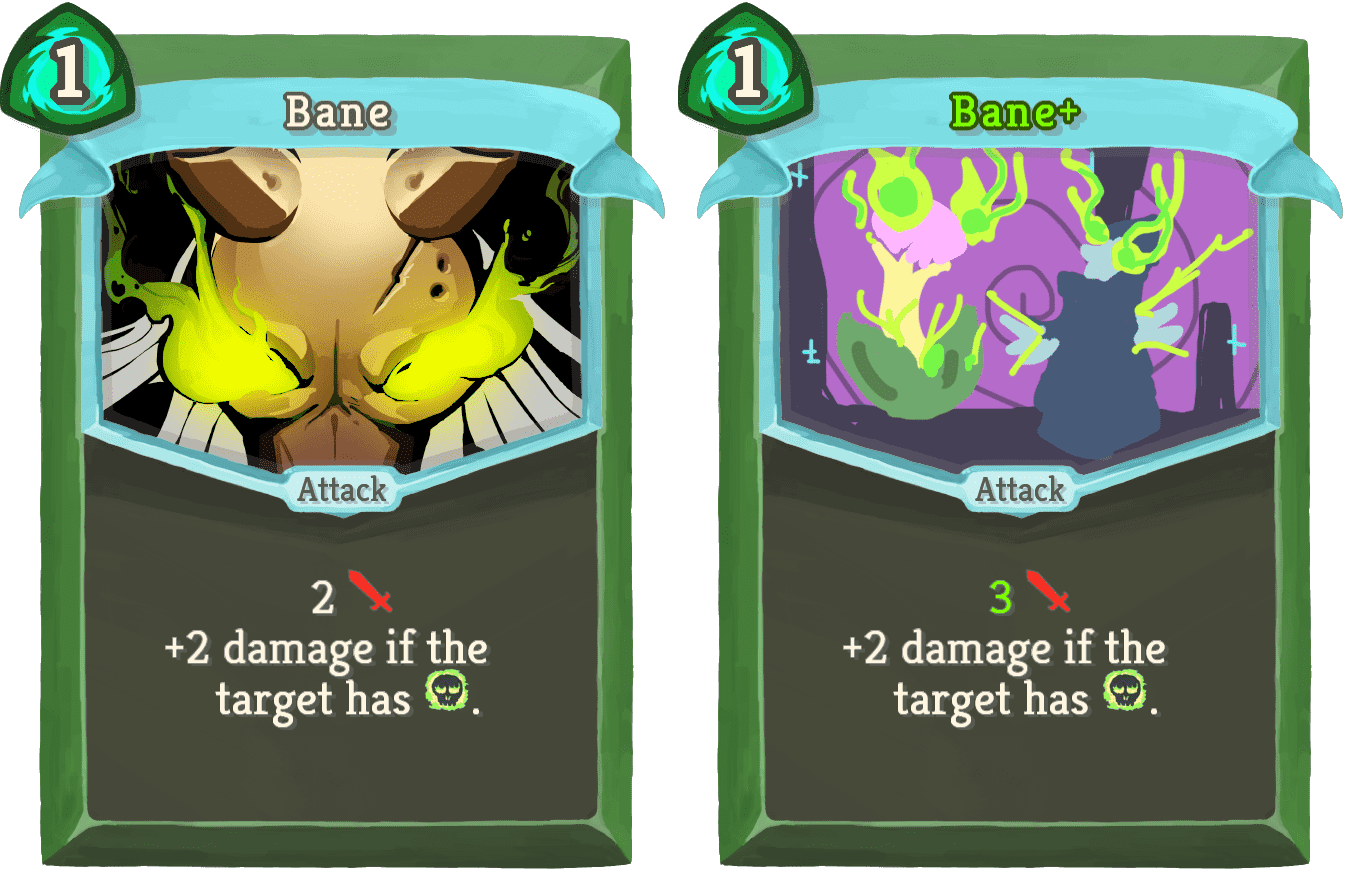 1
Bane
Attack
2
+2 damage if the
target has .
1
Bane+
Attack
3
+2 damage if the
target has .